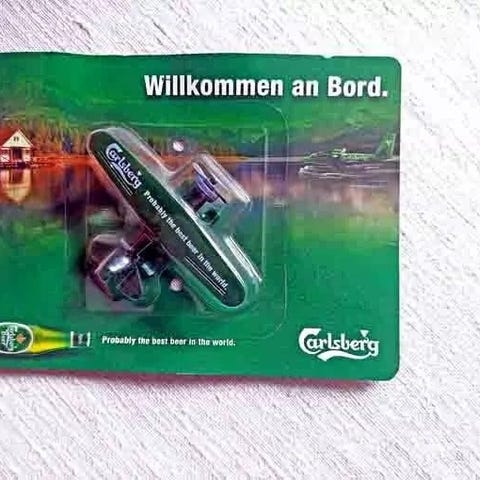 Willkommen an Bord.
Carlsberg
Probably the best beer in the world.
Probably the best beer in the world.
Carlsberg